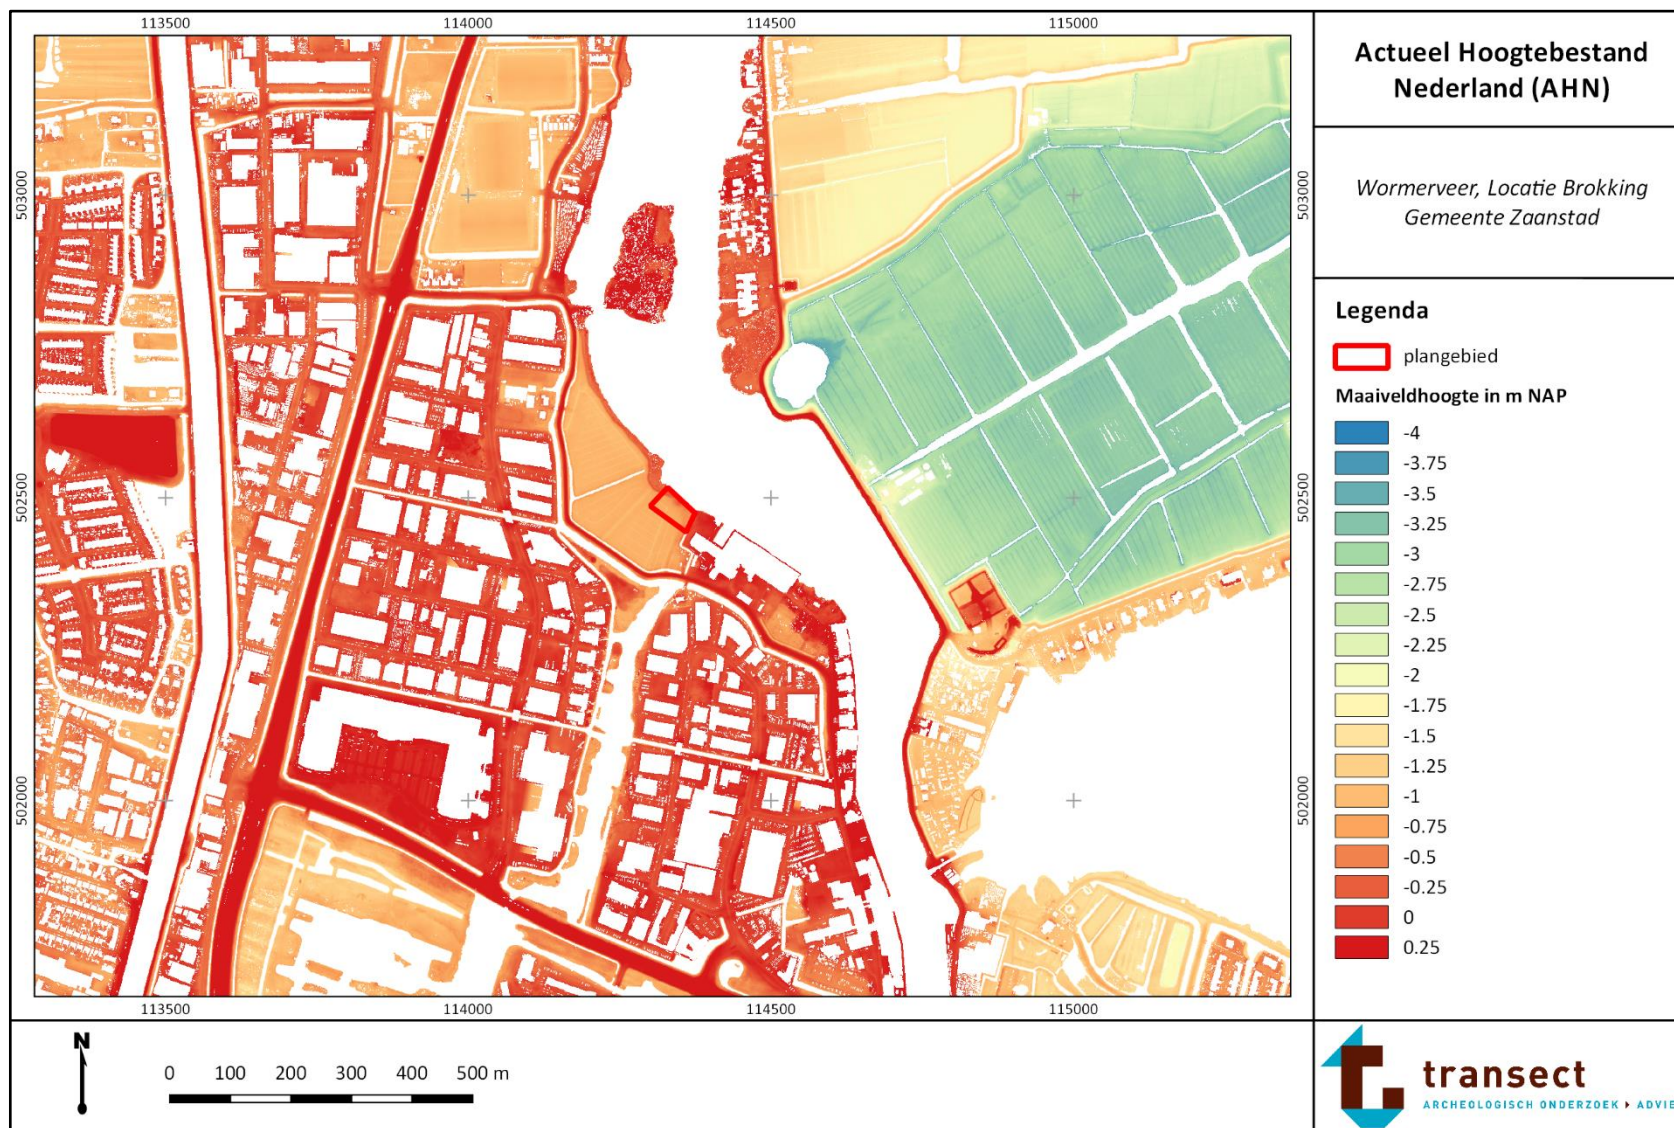 113500 114000 114500 115000
503000 503000
502500 502500
502000 502000
113500 114000 114500 115000
Actueel Hoogtebestand
Nederland (AHN)
Wormerveer, Locatie Brokking
Gemeente Zaanstad
Legenda
plangebied
Maaiveldhoogte in m NAP
-4
-3.75
-3.5
-3.25
-3
-2.75
-2.5
-2.25
-2
-1.75
-1.5
-1.25
-1
-0.75
-0.5
-0.25
0
0.25
N
0 100 200 300 400 500 m
transect
ARCHEOLOGISCH ONDERZOEK ▸ ADVIE